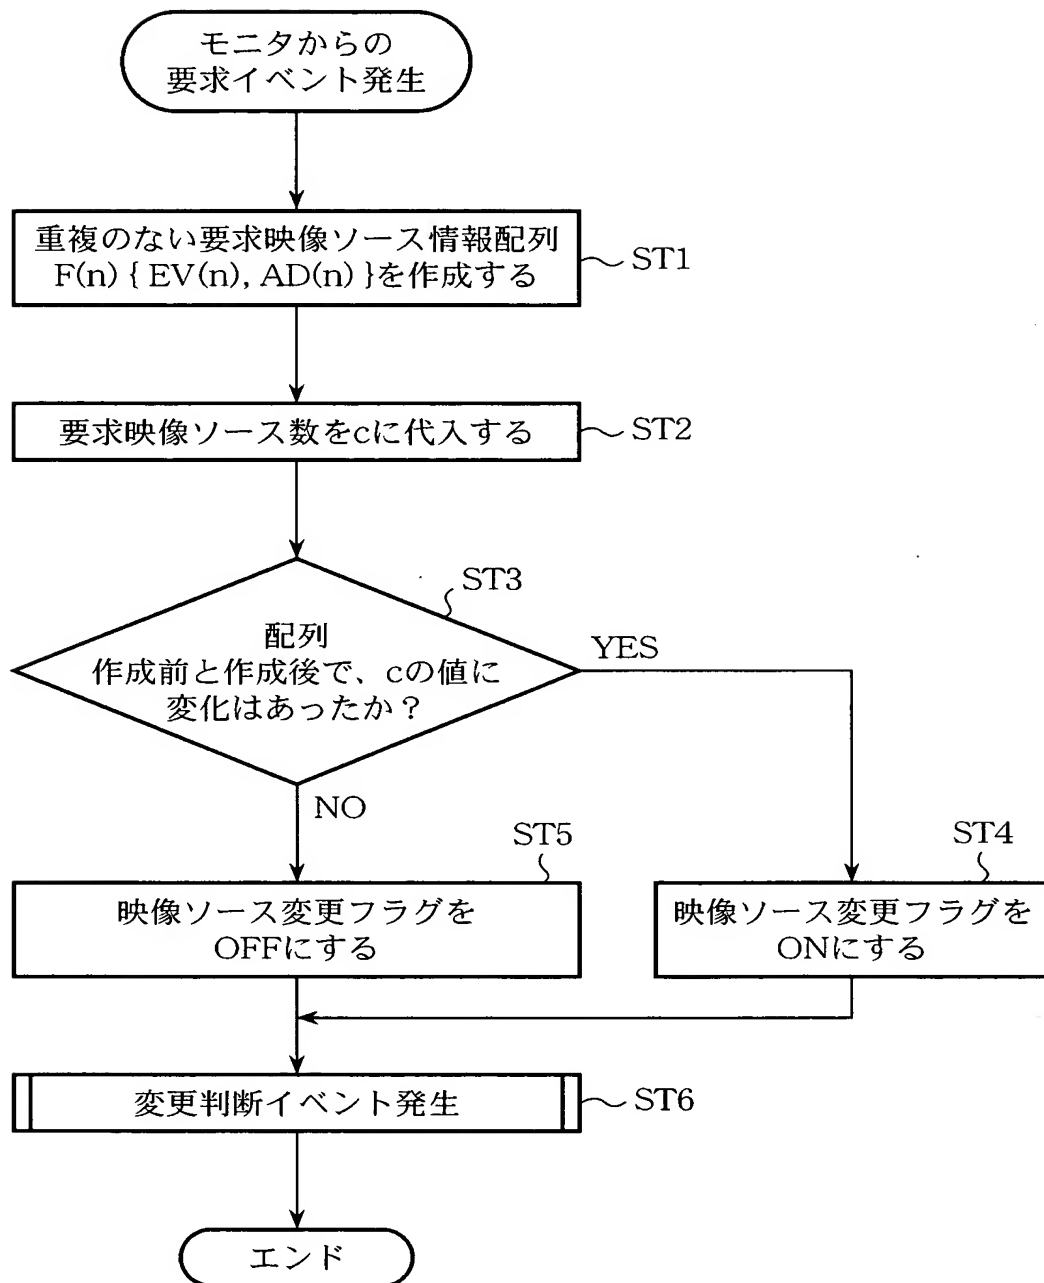 モニタからの
要求イベント発生
重複のない要求映像ソース情報配列
F(n) { EV(n), AD(n) }を作成する
ST1
要求映像ソース数をcに代入する
ST2
ST3
配列
作成前と作成後で、cの値に
変化はあったか？
YES
NO
ST5
映像ソース変更フラグを
OFFにする
ST4
映像ソース変更フラグを
ONにする
変更判断イベント発生
ST6
エンド